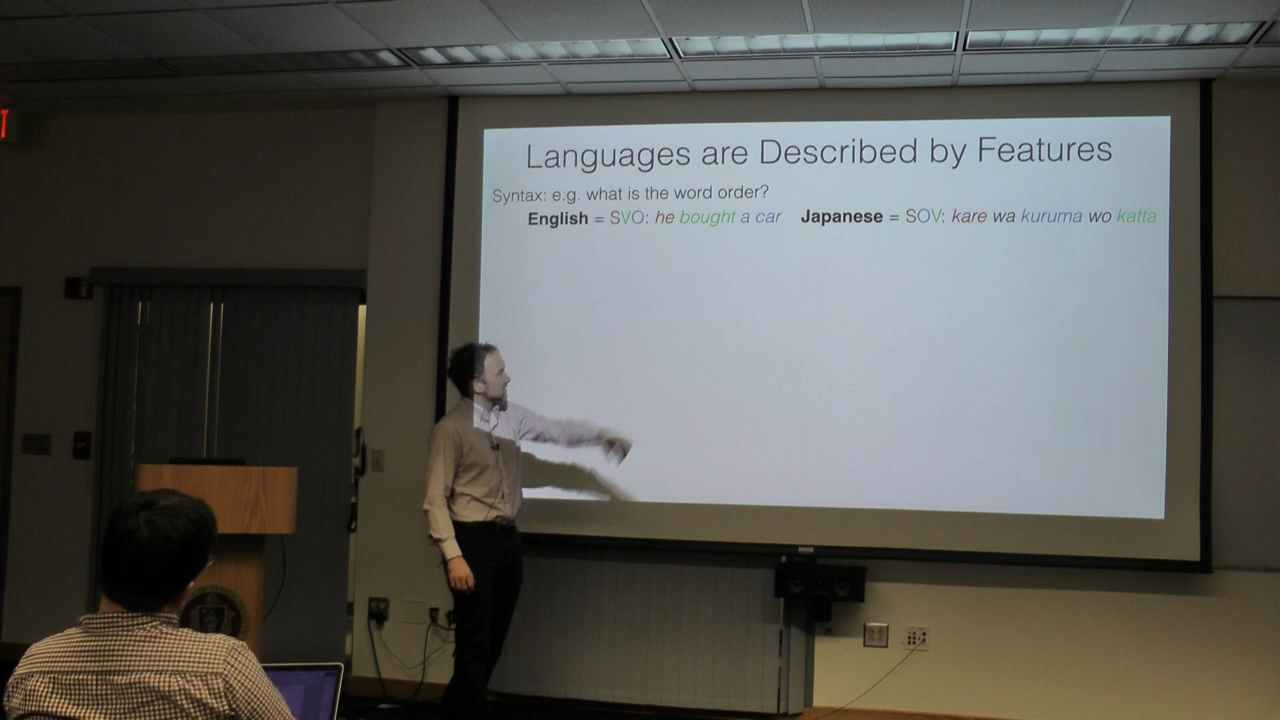 Languages are Described by Features
Syntax: e.g. what is the word order?
English = SVO: he bought a car Japanese = SOV: kare wa kuruma wo katta
T